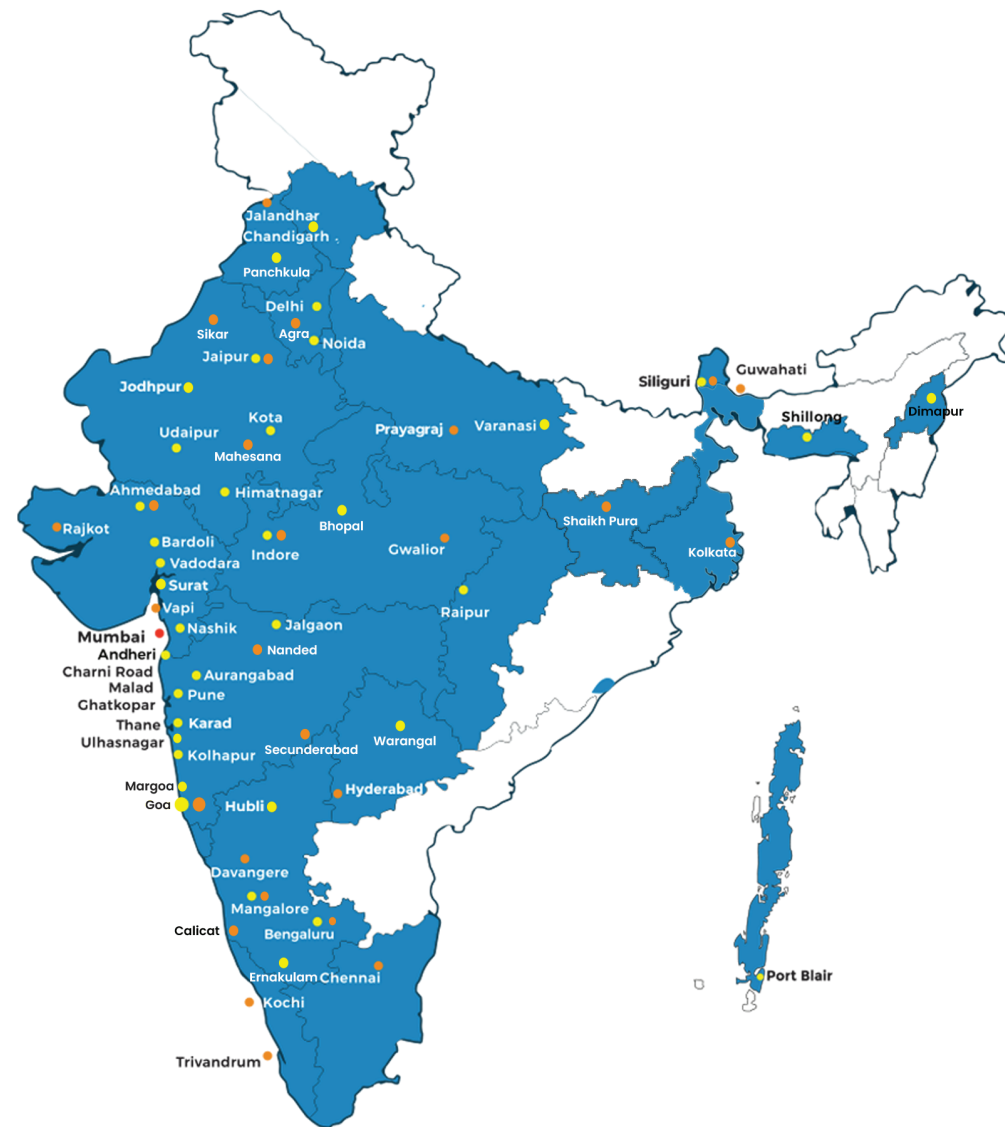 Jalandhar
Chandigarh
Panchkula
Delhi
Sikar
Agra
Noida
Jaipur
Guwahati
Siliguri
Jodhpur
Dimapur
Shillong
Kota
Varanasi
Prayagraj
Udaipur
Mahesana
Ahmedabad
Himatnagar
Bhopal
Shaikh Pura
Rajkot
Bardoli
Indore
Gwalior
Kolkata
Vadodara
Surat
Raipur
Vapi
Jalgaon
Nashik
Mumbai
Nanded
Andheri
Charni Road
Aurangabad
Malad
Pune
Ghatkopar
Thane
Karad
Warangal
Ulhasnagar
Secunderabad
Kolhapur
Margoa
Hyderabad
Goa
Hubli
Davangere
Mangalore
Calicat
Bengaluru
Ernakulam
Chennai
Port Blair
Kochi
Trivandrum